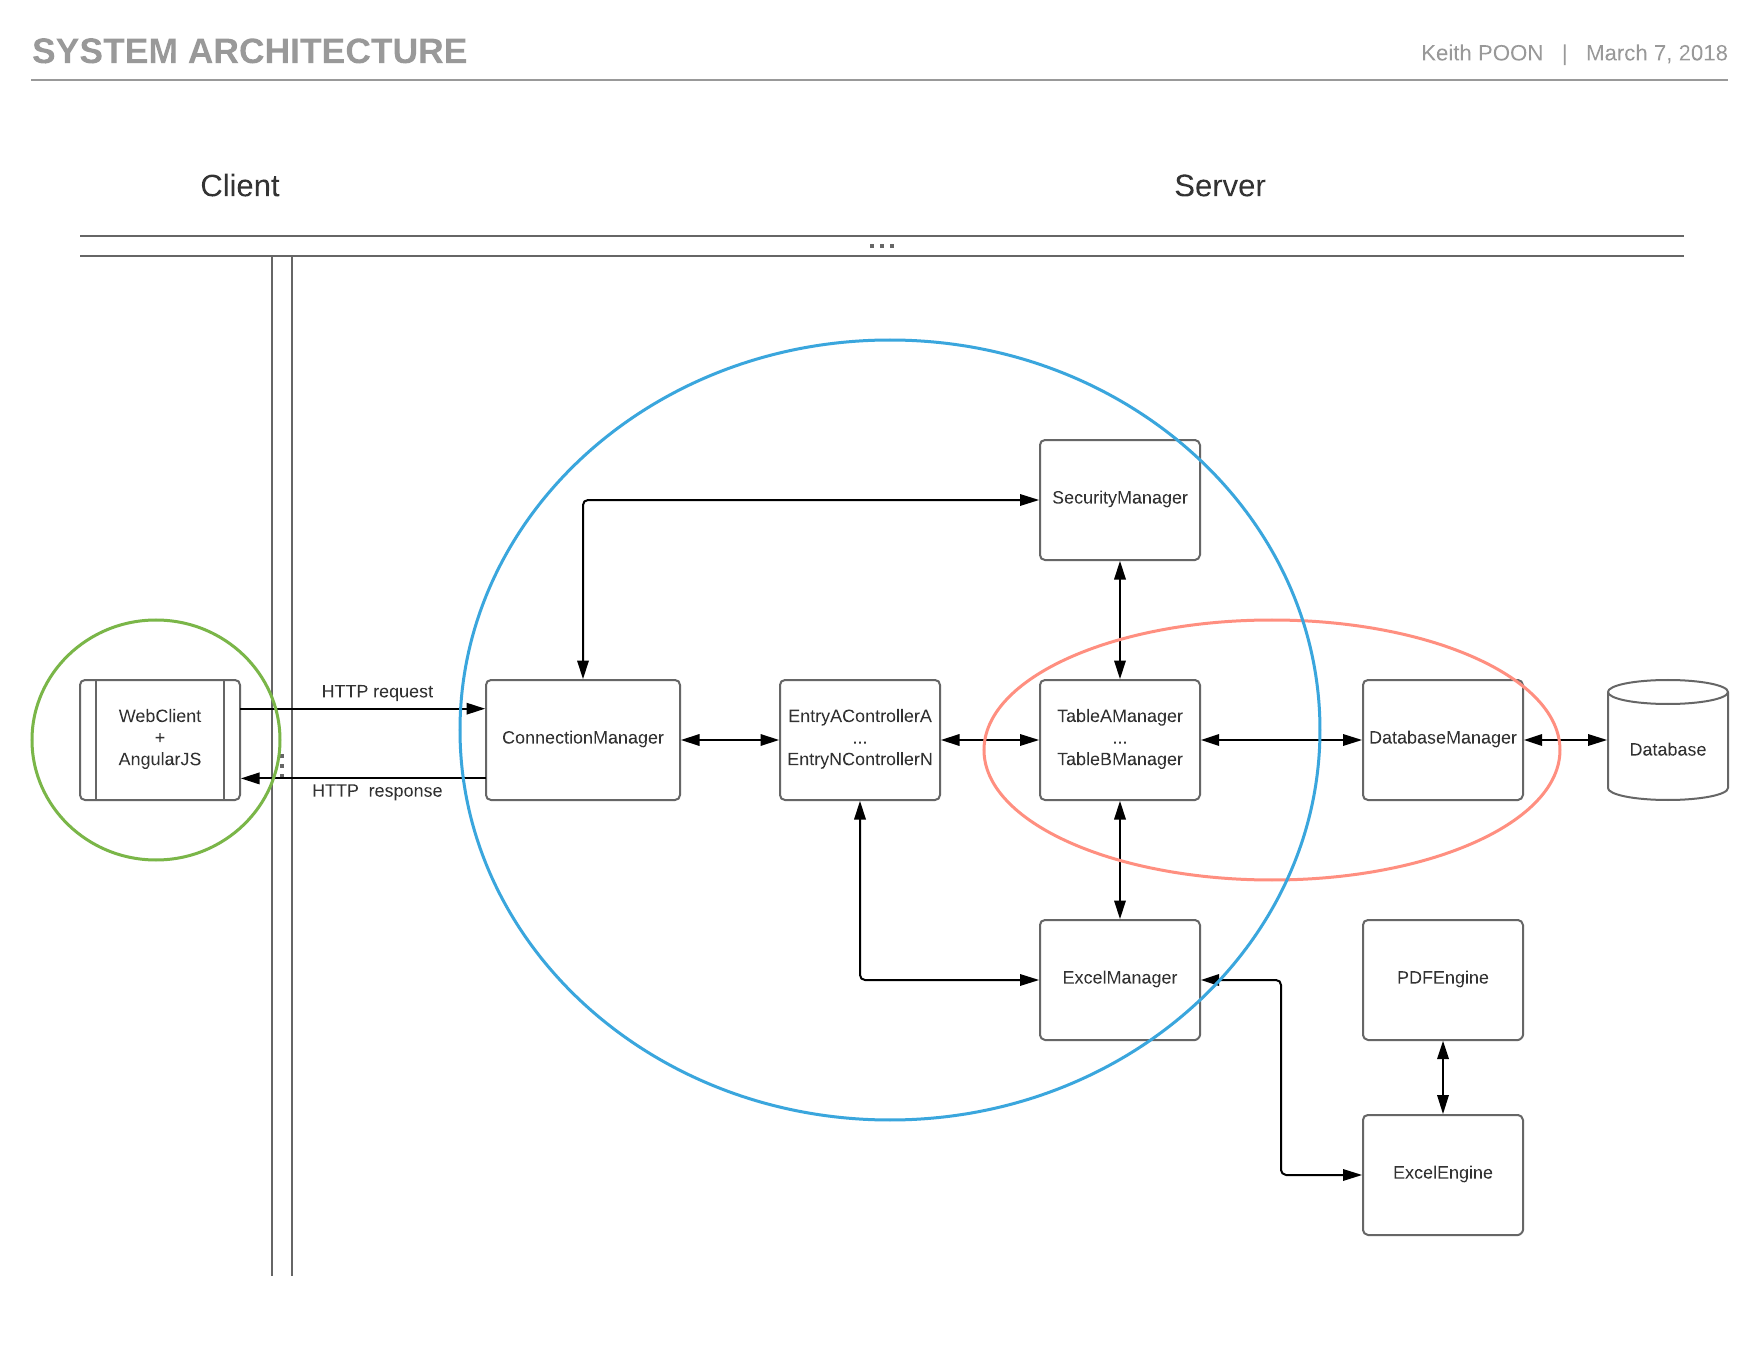 SYSTEM ARCHITECTURE
Keith POON | March 7, 2018
Client
Server
...
SecurityManager
HTTP request
WebClient
+
AngularJS
HTTP  response
ConnectionManager
EntryAControllerA
...
EntryNControllerN
TableAManager
...
TableBManager
DatabaseManager
Database
ExcelManager
PDFEngine
ExcelEngine